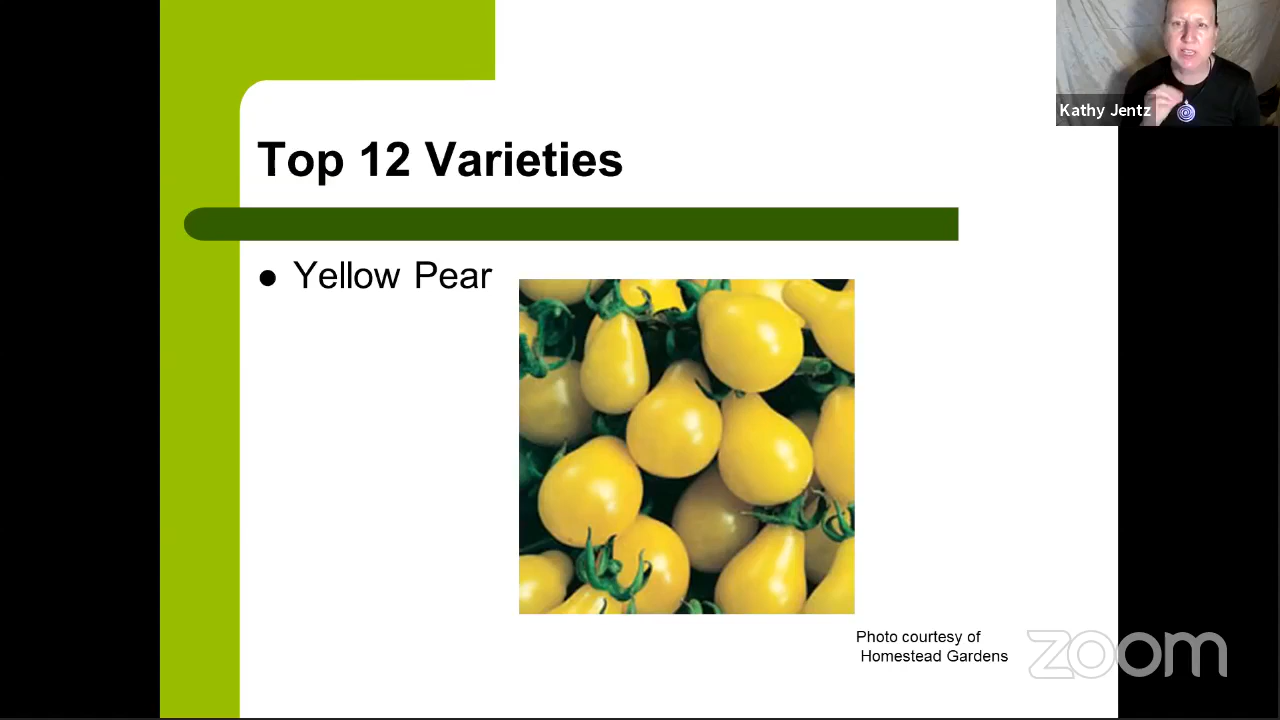 Kathy Jentz
Top 12 Varieties
Yellow Pear
Photo courtesy of
Homestead Gardens
zoom